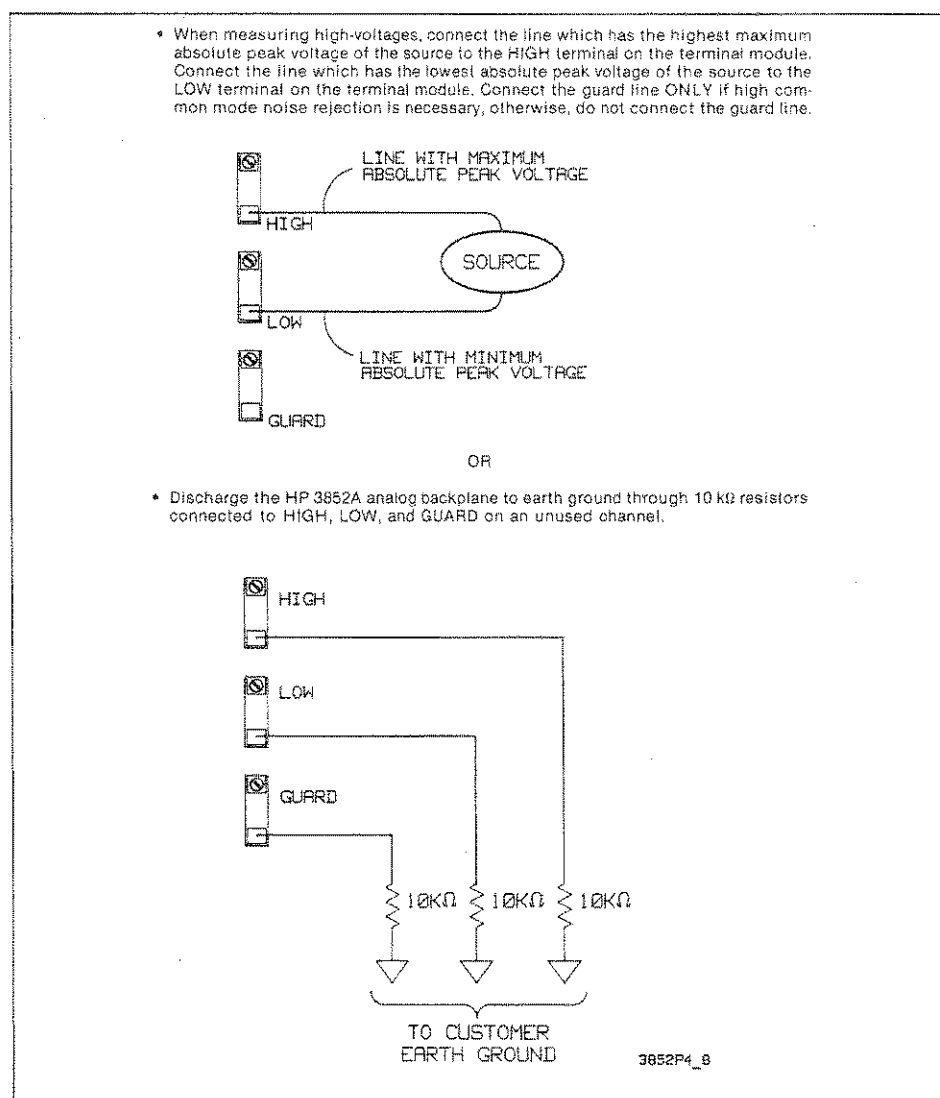 • When measuring high-voltages, connect the line which has the highest maximum
absolute peak voltage of the source to the HIGH terminal on the terminal module.
Connect the line which has the lowest absolute peak voltage of the source to the
LOW terminal on the terminal module. Connect the guard line ONLY if high com-
mon mode noise rejection is necessary, otherwise, do not connect the guard line.
LINE WITH MAXIMUM
ABSOLUTE PEAK VOLTAGE
HIGH
SOURCE
LOW
LINE WITH MINIMUM
ABSOLUTE PEAK VOLTAGE
GUARD
OR
• Discharge the HP 3852A analog backplane to earth ground through 10 kΩ resistors
connected to HIGH, LOW, and GUARD on an unused channel.
HIGH
LOW
GUARD
10KΩ 10KΩ 10KΩ
TO CUSTOMER
EARTH GROUND
3852P4_8